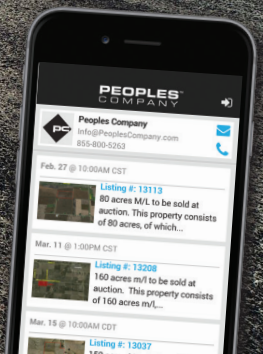 PEOPLES™
COMPANY
PC
Peoples Company
Info@PeoplesCompany.com
855-800-5263
Feb. 27 @ 10:00AM CST
Listing #: 13113
80 acres M/L to be sold at
auction. This property consists
of 80 acres, of which...
Mar. 11 @ 1:00PM CST
Listing #: 13208
160 acres m/l to be sold at
auction. This property consists
of 160 acres m/l,...
Mar. 15 @ 10:00AM CDT
Listing #: 13037